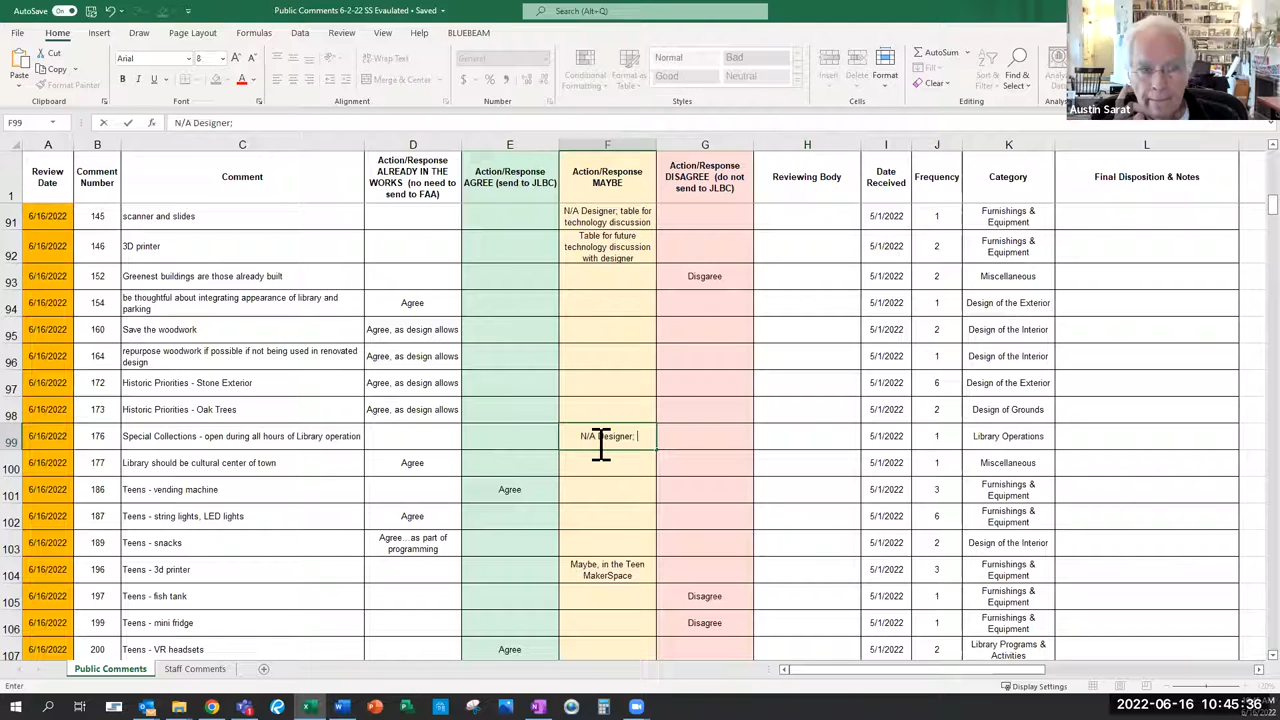 AutoSave On Public Comments 6-2-22 SS Evaulated • Saved Search (Alt+Q)
File Home Insert Draw Page Layout Formulas Data Review View Help BLUEBEAM
Paste Cut Copy Format Painter Clipboard
Arial 8 B I U Font
Wrap Text Merge & Center Alignment
General $ % Number
Conditional Formatting Format as Table
Normal Bad Good Neutral Styles
Insert Delete Format Cells
AutoSum Fill Clear Sort & Filter Find & Select Editing
Austin Sarat
F99 fx N/A Designer;
A B C D E F G H I J K L
1 Review Date Comment Number Comment Action/Response ALREADY IN THE WORKS (no need to send to FAA) Action/Response AGREE (send to JLBC) Action/Response MAYBE Action/Response DISAGREE (do not send to JLBC) Reviewing Body Date Received Frequency Category Final Disposition & Notes
91 6/16/2022 145 scanner and slides N/A Designer; table for technology discussion 5/1/2022 1 Furnishings & Equipment
92 6/16/2022 146 3D printer Table for future technology discussion with designer 5/1/2022 2 Furnishings & Equipment
93 6/16/2022 152 Greenest buildings are those already built Disgaree 5/1/2022 2 Miscellaneous
94 6/16/2022 154 be thoughtful about integrating appearance of library and parking Agree 5/1/2022 1 Design of the Exterior
95 6/16/2022 160 Save the woodwork Agree, as design allows 5/1/2022 2 Design of the Interior
96 6/16/2022 164 repurpose woodwork if possible if not being used in renovated design Agree, as design allows 5/1/2022 1 Design of the Interior
97 6/16/2022 172 Historic Priorities - Stone Exterior Agree, as design allows 5/1/2022 6 Design of the Exterior
98 6/16/2022 173 Historic Priorities - Oak Trees Agree, as design allows 5/1/2022 2 Design of Grounds
99 6/16/2022 176 Special Collections - open during all hours of Library operation N/A Designer; 5/1/2022 1 Library Operations
100 6/16/2022 177 Library should be cultural center of town Agree 5/1/2022 1 Miscellaneous
101 6/16/2022 186 Teens - vending machine Agree 5/1/2022 3 Furnishings & Equipment
102 6/16/2022 187 Teens - string lights, LED lights Agree 5/1/2022 6 Furnishings & Equipment
103 6/16/2022 189 Teens - snacks Agree...as part of programming 5/1/2022 2 Design of the Interior
104 6/16/2022 196 Teens - 3d printer Maybe, in the Teen MakerSpace 5/1/2022 3 Furnishings & Equipment
105 6/16/2022 197 Teens - fish tank Disagree 5/1/2022 1 Furnishings & Equipment
106 6/16/2022 199 Teens - mini fridge Disagree 5/1/2022 1 Furnishings & Equipment
107 6/16/2022 200 Teens - VR headsets Agree 5/1/2022 2 Library Programs & Activities
Public Comments Staff Comments
Enter Display Settings
2022-06-16 10:45:36